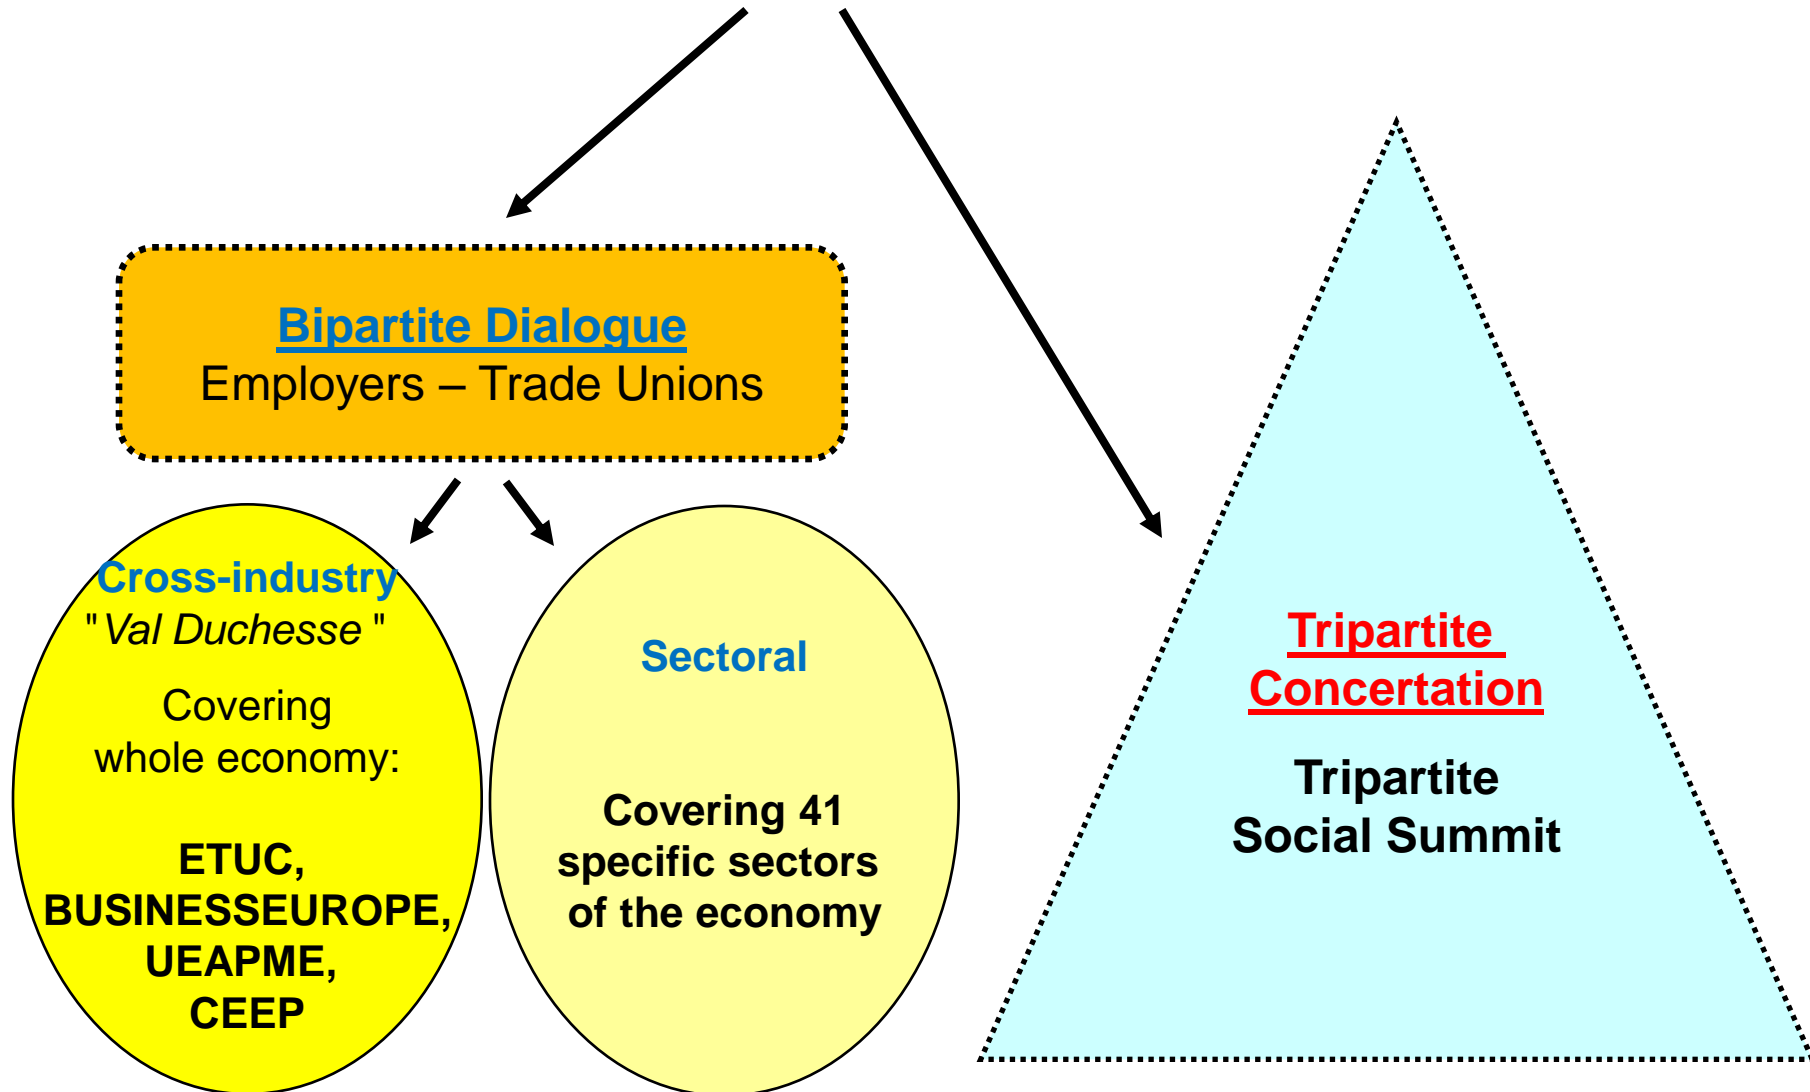 Bipartite Dialogue
Employers – Trade Unions
Cross-industry
"Val Duchesse "
Covering
whole economy:
ETUC,
BUSINESSEUROPE,
UEAPME,
CEEP
Sectoral
Covering 41
specific sectors
of the economy
Tripartite
Concertation
Tripartite
Social Summit